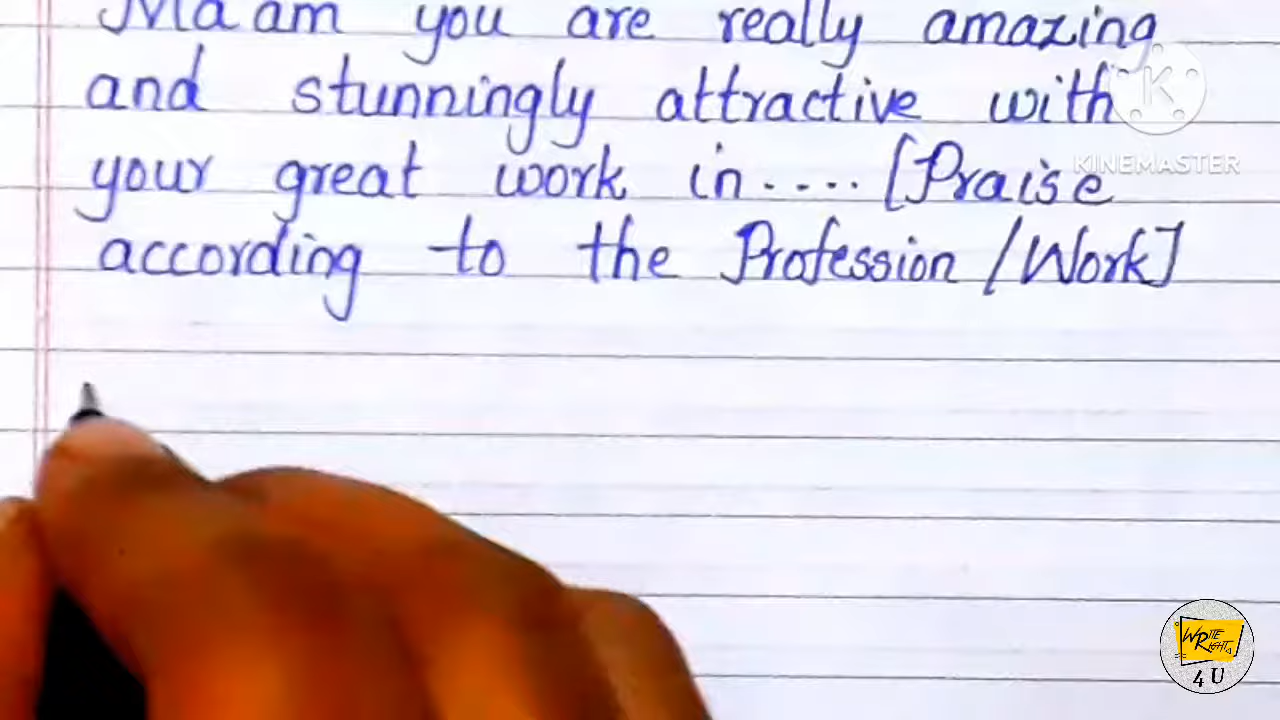 Ma'am you are really amazing
and stunningly attractive with
your great work in.... [Praise
according to the Profession / Work]
KINEMASTER
WRITE
RIGHT
4 U